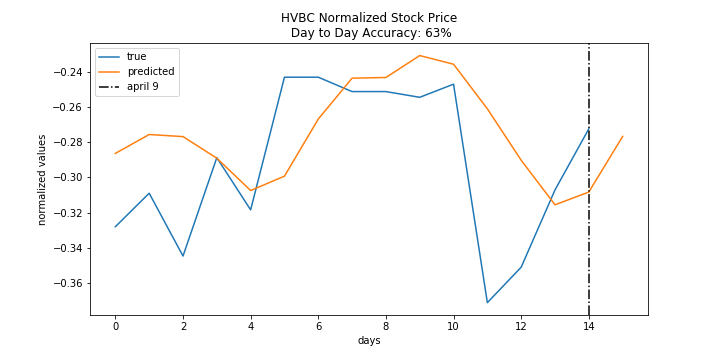 HVBC Normalized Stock Price
Day to Day Accuracy: 63%
true
predicted
april 9
normalized values
−0.24
−0.26
−0.28
−0.30
−0.32
−0.34
−0.36
0 2 4 6 8 10 12 14
days